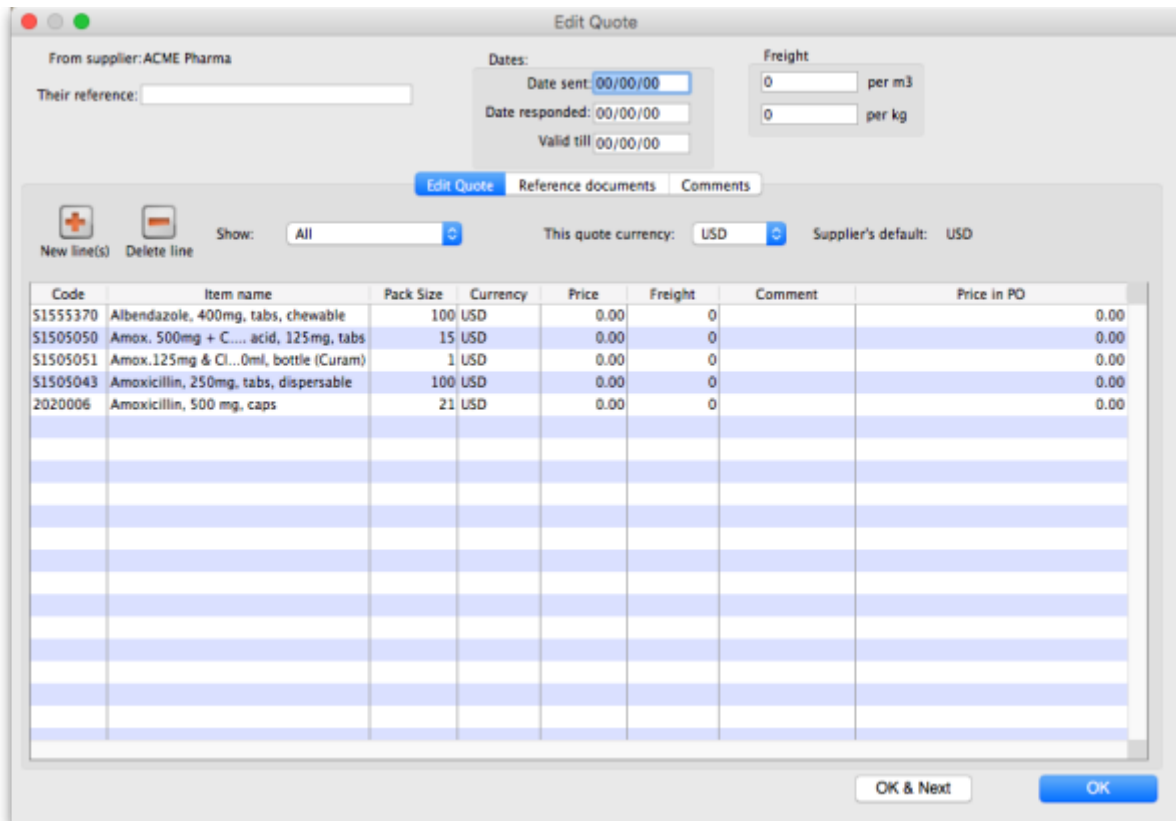 Edit Quote
From supplier:ACME Pharma
Their reference:
Dates:
Date sent: 00/00/00
Date responded: 00/00/00
Valid till 00/00/00
Freight
0 per m3
0 per kg
Edit Quote Reference documents Comments
New line(s) Delete line Show: All This quote currency: USD Supplier's default: USD
Code Item name Pack Size Currency Price Freight Comment Price in PO
S1555370 Albendazole, 400mg, tabs, chewable 100 USD 0.00 0 0.00
S1505050 Amox. 500mg + C.... acid, 125mg, tabs 15 USD 0.00 0 0.00
S1505051 Amox.125mg & Cl...0ml, bottle (Curam) 1 USD 0.00 0 0.00
S1505043 Amoxicillin, 250mg, tabs, dispersable 100 USD 0.00 0 0.00
2020006 Amoxicillin, 500 mg, caps 21 USD 0.00 0 0.00
OK & Next OK